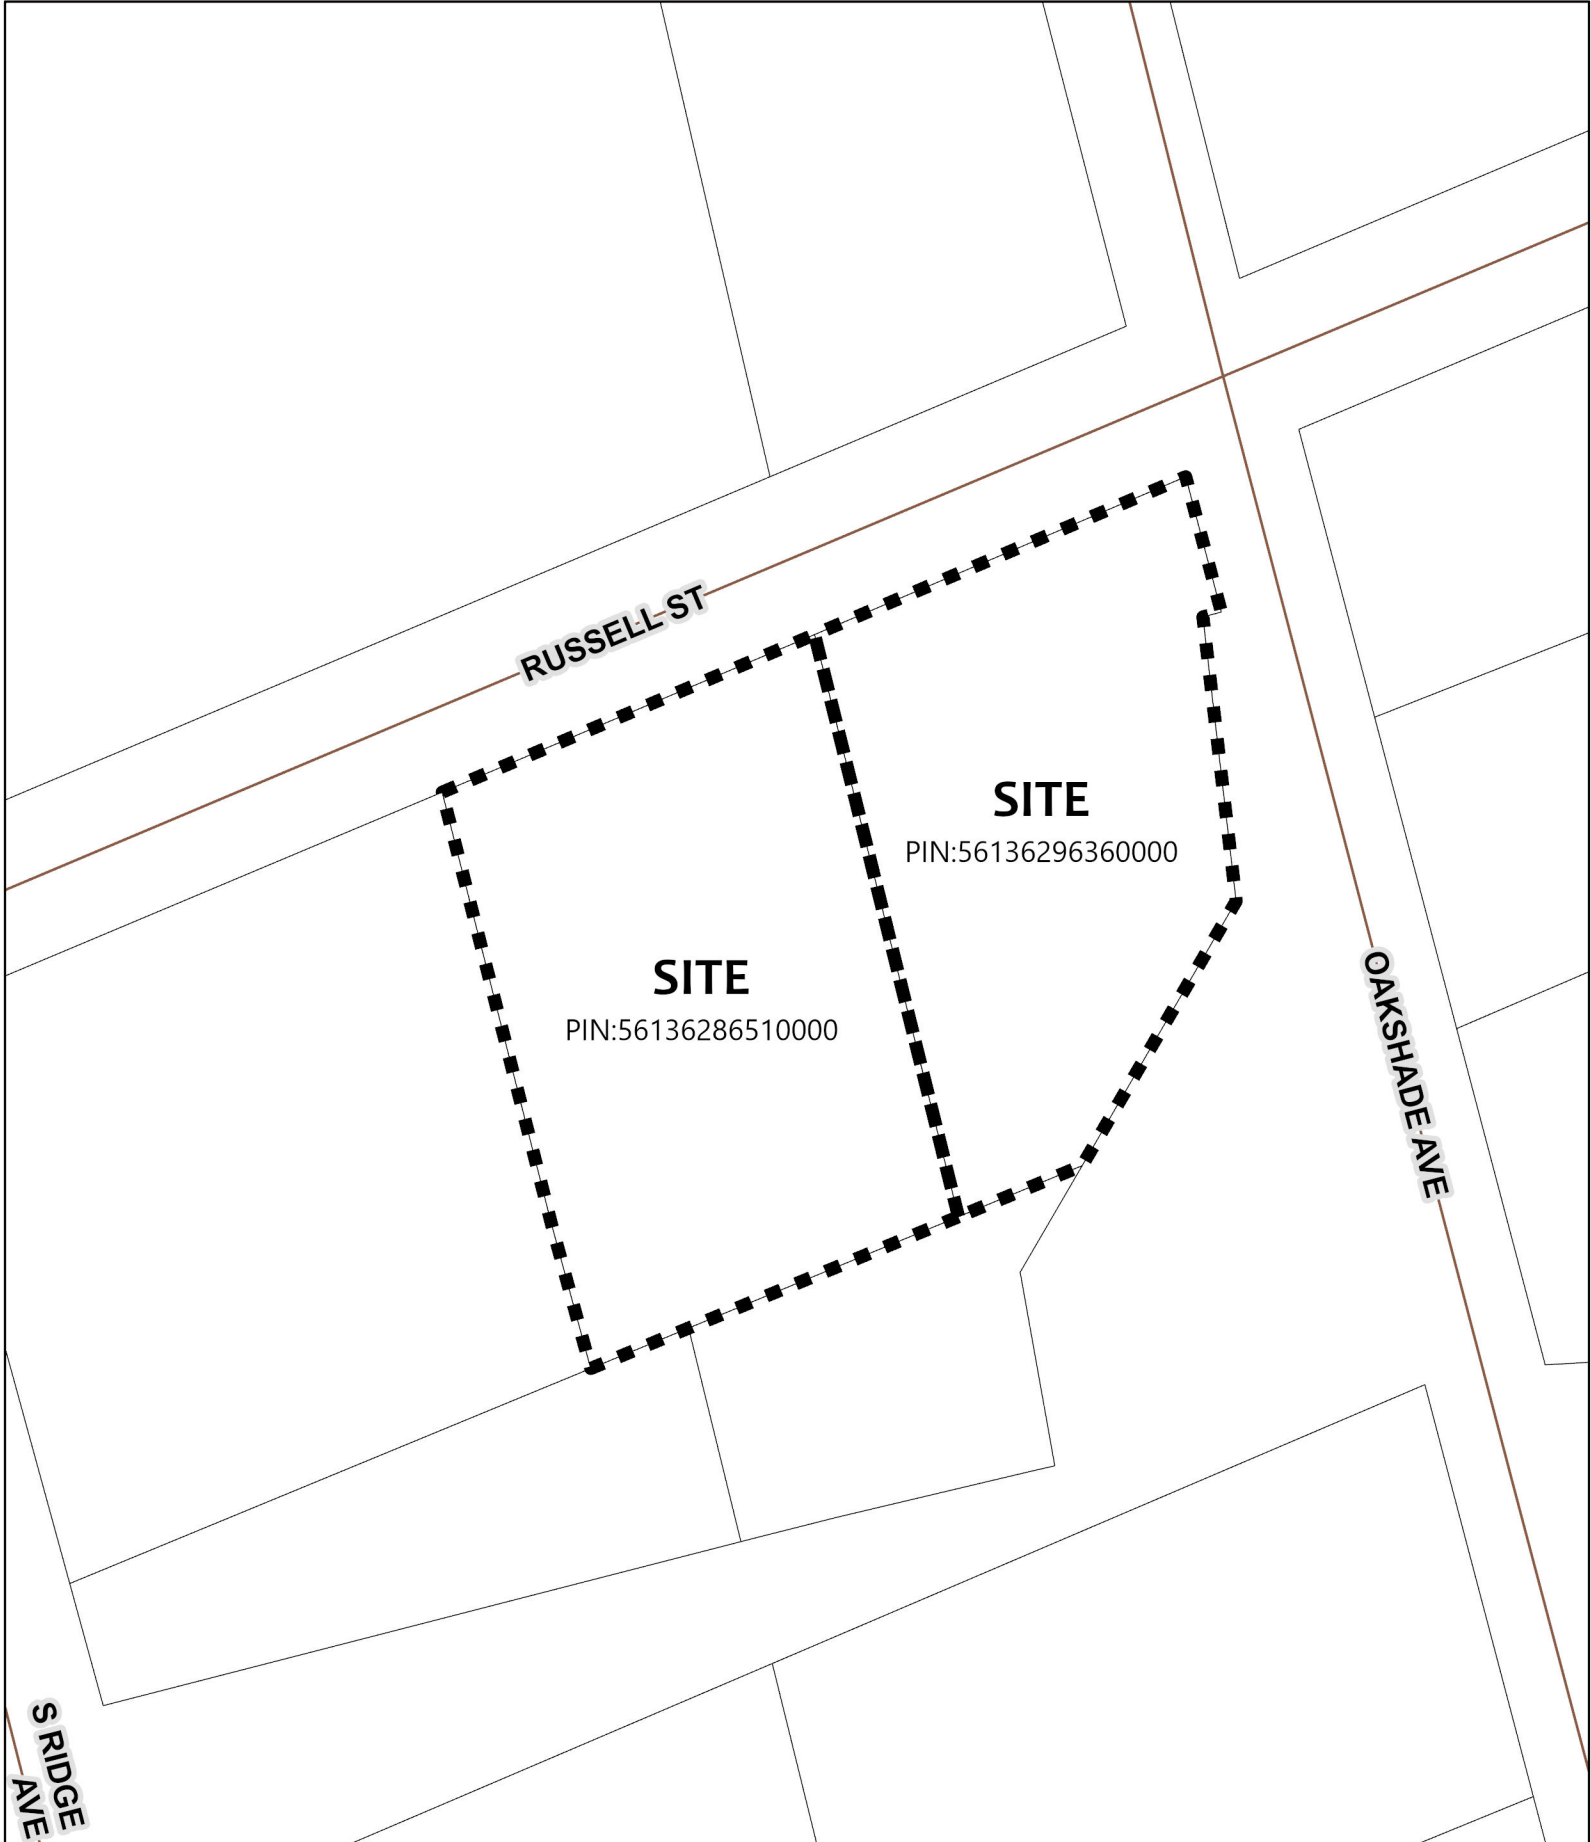 RUSSELL ST
SITE
PIN:56136296360000
SITE
PIN:56136286510000
OAKSHADE AVE
S RIDGE
AVE